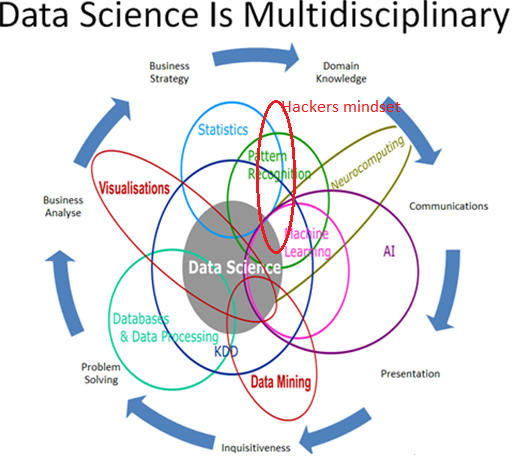 Data Science Is Multidisciplinary
Business
Strategy
Domain
Knowledge
Hackers mindset
Statistics
Pattern
Recognition
Neurocomputing
Visualisations
Business
Analyse
Communications
Machine
Learning
AI
Data Science
Databases
& Data Processing
KDD
Problem
Solving
Data Mining
Presentation
Inquisitiveness